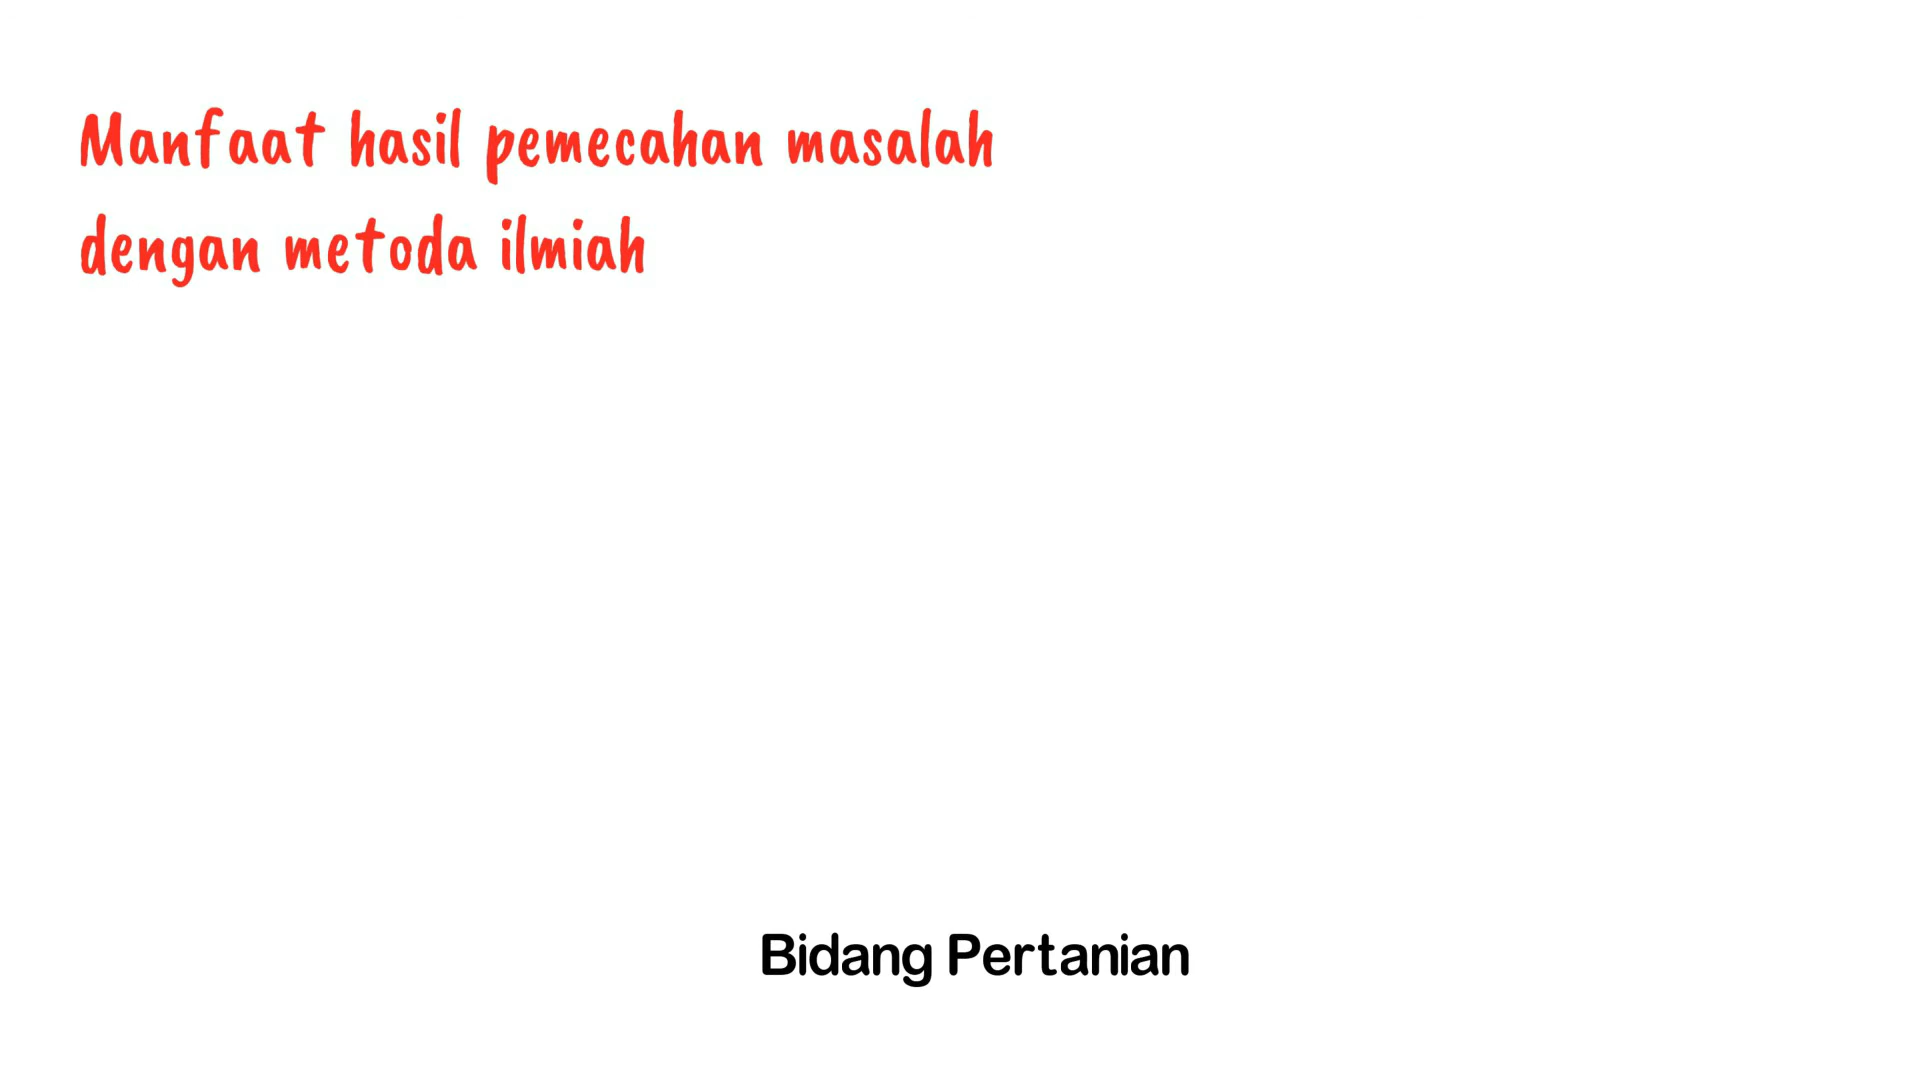 Manfaat hasil pemecahan masalah
dengan metoda ilmiah
Bidang Pertanian